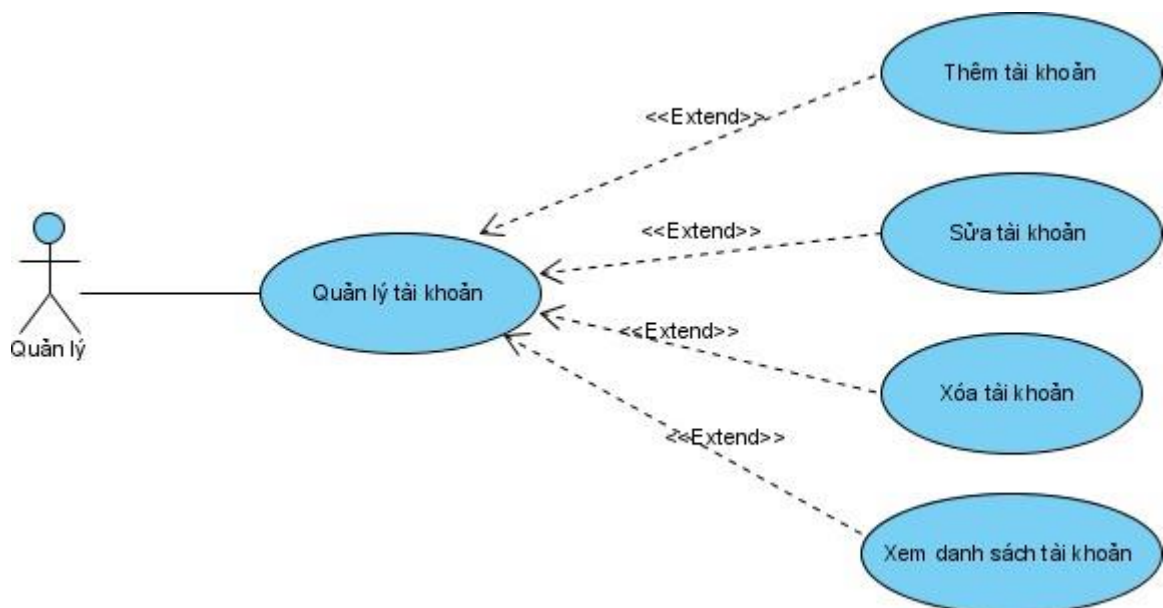 Thêm tài khoản
<<Extend>>
Sửa tài khoản
<<Extend>>
Quản lý tài khoản
Quản lý
<<Extend>>
Xóa tài khoản
<<Extend>>
Xem danh sách tài khoản